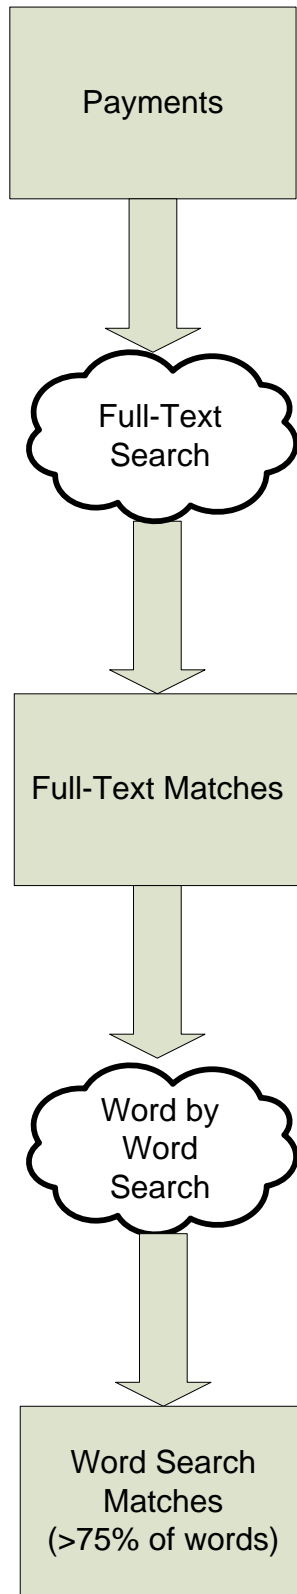 Payments
Full-Text
Search
Full-Text Matches
Word by
Word
Search
Word Search
Matches
(>75% of words)